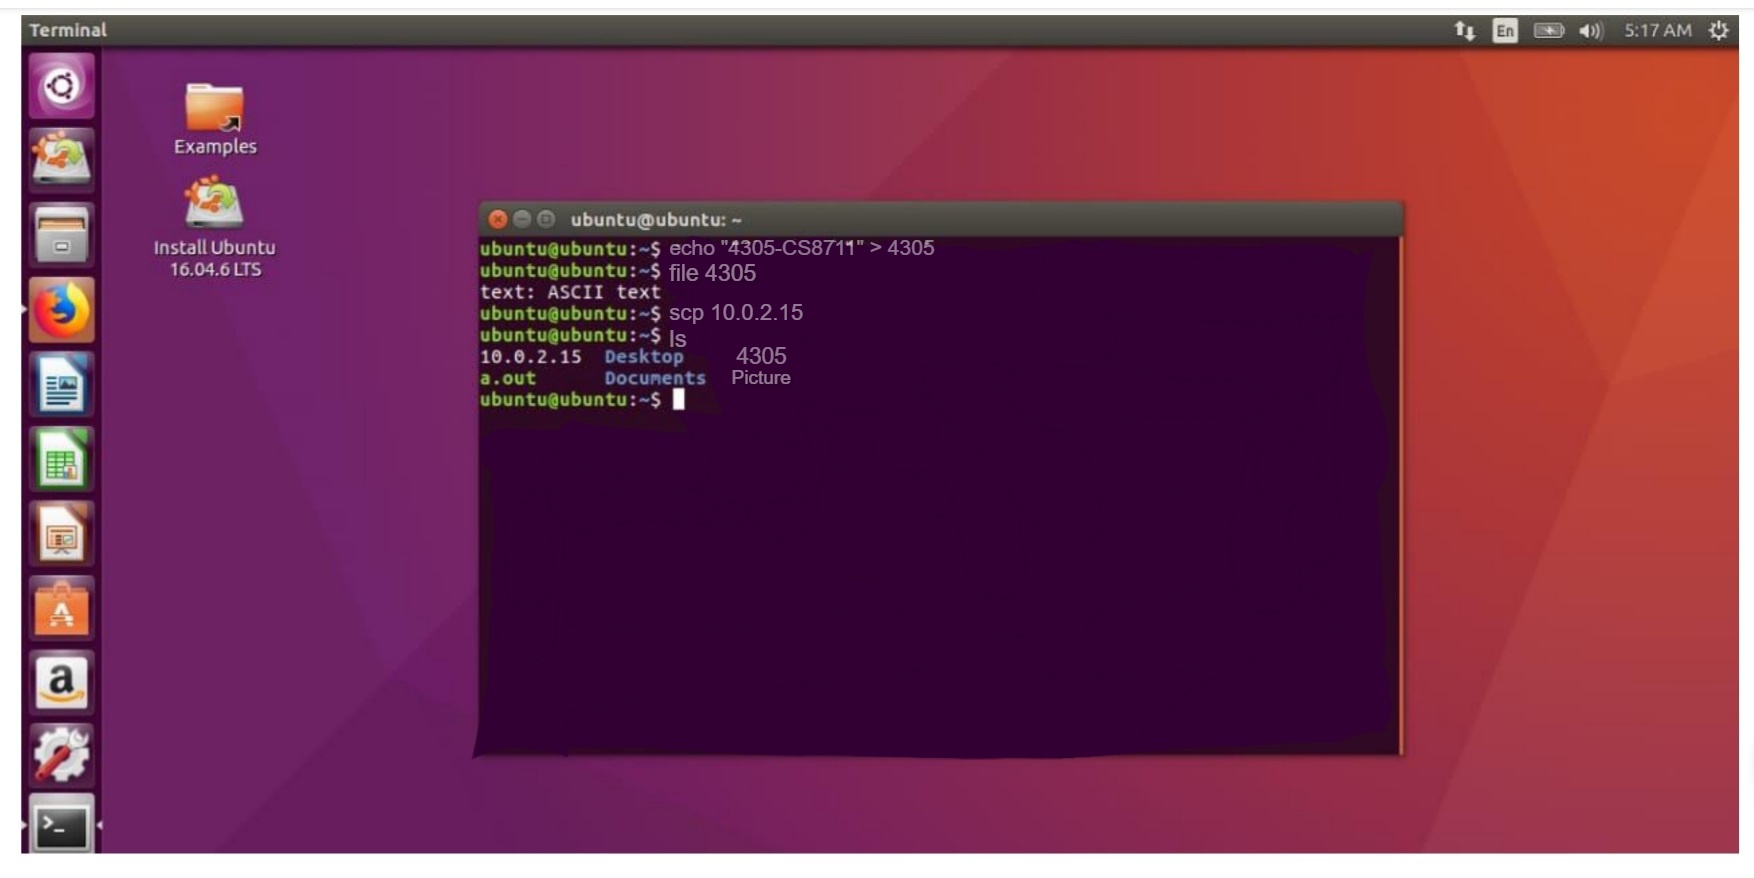 Terminal
En
5:17 AM
Examples
Install Ubuntu
16.04.6 LTS
ubuntu@ubuntu: ~
ubuntu@ubuntu:~$ echo "4305-CS8711" > 4305
ubuntu@ubuntu:~$ file 4305
text: ASCII text
ubuntu@ubuntu:~$ scp 10.0.2.15
ubuntu@ubuntu:~$ ls
10.0.2.15 Desktop 4305
a.out Documents Picture
ubuntu@ubuntu:~$